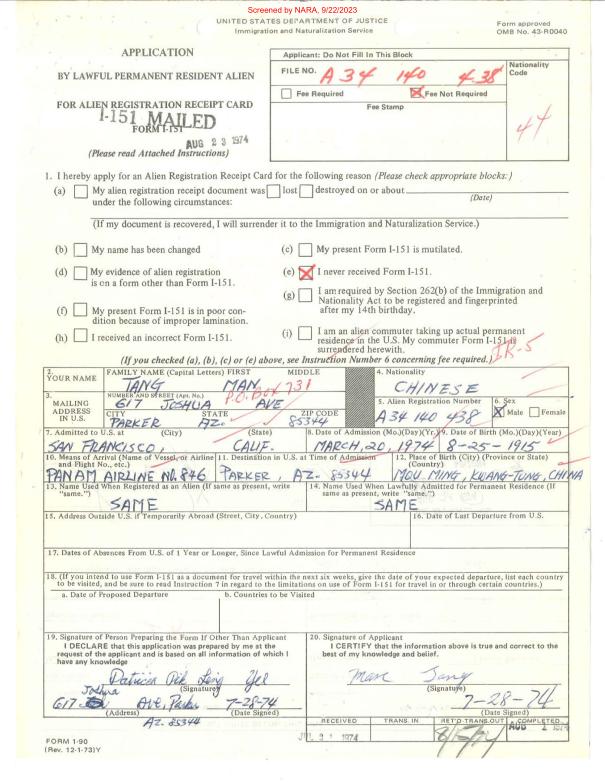 Screened by NARA, 9/22/2023
UNITED STATES DEPARTMENT OF JUSTICE
Immigration and Naturalization Service
Form approved
OMB No. 43-R0040
APPLICATION
BY LAWFUL PERMANENT RESIDENT ALIEN
FOR ALIEN REGISTRATION RECEIPT CARD
FORM I-151
I-151 MAILED
AUG 23 1974
(Please read Attached Instructions)
Applicant: Do Not Fill In This Block
FILE NO. A 34 140 438
Nationality Code
44
Fee Required
Fee Not Required
Fee Stamp
1. I hereby apply for an Alien Registration Receipt Card for the following reason (Please check appropriate blocks:)
(a) My alien registration receipt document was lost destroyed on or about
under the following circumstances: (Date)
(If my document is recovered, I will surrender it to the Immigration and Naturalization Service.)
(b) My name has been changed
(c) My present Form I-151 is mutilated.
(d) My evidence of alien registration is on a form other than Form I-151.
(e) I never received Form I-151.
(f) My present Form I-151 is in poor condition because of improper lamination.
(g) I am required by Section 262(b) of the Immigration and Nationality Act to be registered and fingerprinted after my 14th birthday.
(h) I received an incorrect Form I-151.
(i) I am an alien commuter taking up actual permanent residence in the U.S. My commuter Form I-151 is surrendered herewith.
(If you checked (a), (b), (c) or (e) above, see Instruction Number 6 concerning fee required.)
IR-5
2. YOUR NAME
FAMILY NAME (Capital Letters) FIRST MIDDLE
TANG MAN
4. Nationality
CHINESE
3. MAILING ADDRESS IN U.S.
NUMBER AND STREET (Apt. No.)
P.O. Box 731
617 JOSHUA AVE
CITY STATE ZIP CODE
PARKER AZ. 85344
5. Alien Registration Number
A34 140 438
6. Sex
X Male Female
7. Admitted to U.S. at (City) (State)
SAN FRANCISCO, CALIF.
8. Date of Admission (Mo.)(Day)(Yr.)
MARCH, 20, 1974
9. Date of Birth (Mo.)(Day)(Year)
8-25-1915
10. Means of Arrival (Name of Vessel, or Airline and Flight No., etc.)
PANAM AIRLINE NO. 846
11. Destination in U.S. at Time of Admission
PARKER, AZ. 85344
12. Place of Birth (City) (Province or State) (Country)
MOU MING, KWANG-TUNG, CHINA
13. Name Used When Registered as an Alien (If same as present, write "same.")
SAME
14. Name Used When Lawfully Admitted for Permanent Residence (If same as present, write "same")
SAME
15. Address Outside U.S. if Temporarily Abroad (Street, City, Country)
16. Date of Last Departure from U.S.
17. Dates of Absences From U.S. of 1 Year or Longer, Since Lawful Admission for Permanent Residence
18. (If you intend to use Form I-151 as a document for travel within the next six weeks, give the date of your expected departure, list each country to be visited, and be sure to read Instruction 7 in regard to the limitations on use of Form I-151 for travel in or through certain countries.)
a. Date of Proposed Departure
b. Countries to be Visited
19. Signature of Person Preparing the Form If Other Than Applicant
I DECLARE that this application was prepared by me at the request of the applicant and is based on all information of which I have any knowledge
Patricia Pik Ling Yee
(Signature)
617 Joshua Ave, Parker 7-28-74
(Address) (Date Signed)
AZ. 85344
20. Signature of Applicant
I CERTIFY that the information above is true and correct to the best of my knowledge and belief.
Man Tang
(Signature)
7-28-74
(Date Signed)
RECEIVED TRANS. IN RET'D-TRANS. OUT COMPLETED
JUL 31 1974
AUG 2 1974
FORM I-90
(Rev. 12-1-73)Y